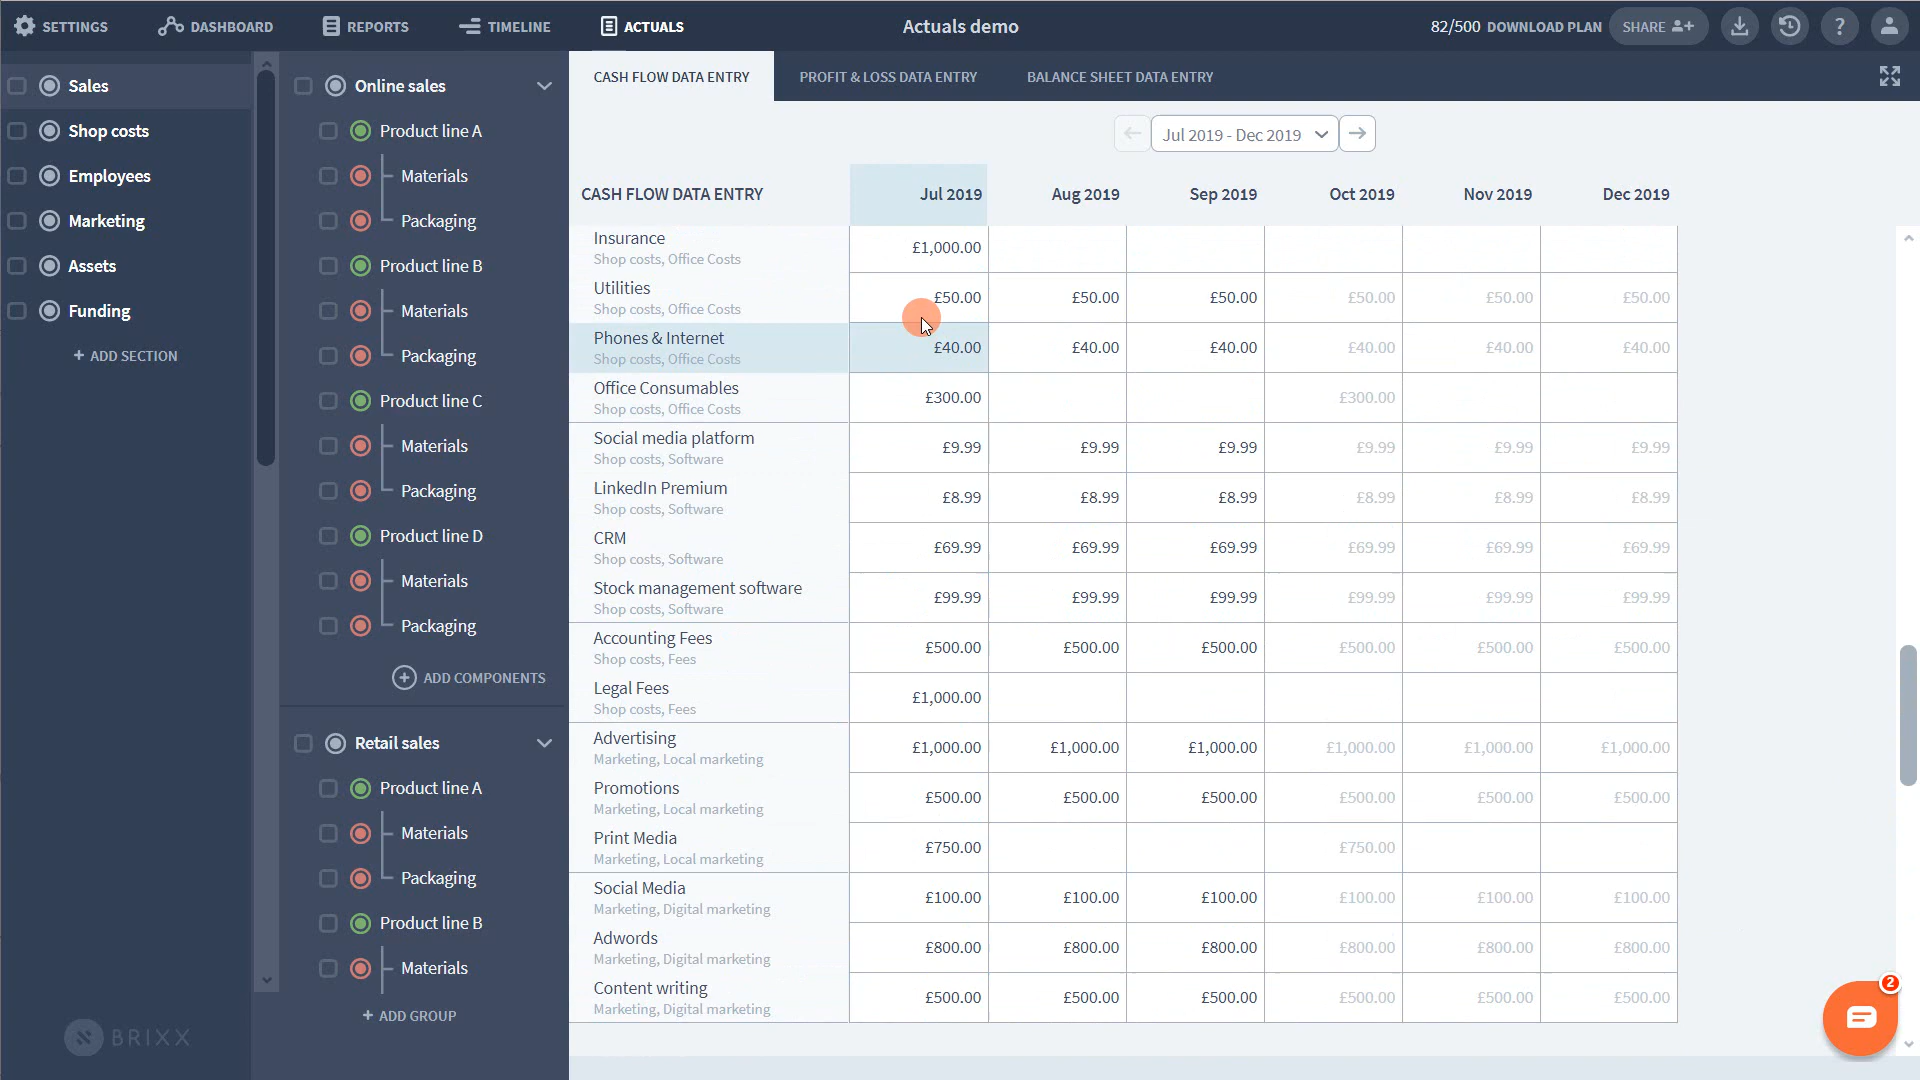 SETTINGS DASHBOARD REPORTS TIMELINE ACTUALS Actuals demo 82/500 DOWNLOAD PLAN SHARE ?
Sales
Shop costs
Employees
Marketing
Assets
Funding
+ ADD SECTION
BRIXX
Online sales
Product line A
Materials
Packaging
Product line B
Materials
Packaging
Product line C
Materials
Packaging
Product line D
Materials
Packaging
ADD COMPONENTS
Retail sales
Product line A
Materials
Packaging
Product line B
Materials
+ ADD GROUP
CASH FLOW DATA ENTRY PROFIT & LOSS DATA ENTRY BALANCE SHEET DATA ENTRY
Jul 2019 - Dec 2019
CASH FLOW DATA ENTRY Jul 2019 Aug 2019 Sep 2019 Oct 2019 Nov 2019 Dec 2019
Insurance £1,000.00
Shop costs, Office Costs
Utilities £50.00 £50.00 £50.00 £50.00 £50.00 £50.00
Shop costs, Office Costs
Phones & Internet £40.00 £40.00 £40.00 £40.00 £40.00 £40.00
Shop costs, Office Costs
Office Consumables £300.00 £300.00
Shop costs, Office Costs
Social media platform £9.99 £9.99 £9.99 £9.99 £9.99 £9.99
Shop costs, Software
LinkedIn Premium £8.99 £8.99 £8.99 £8.99 £8.99 £8.99
Shop costs, Software
CRM £69.99 £69.99 £69.99 £69.99 £69.99 £69.99
Shop costs, Software
Stock management software £99.99 £99.99 £99.99 £99.99 £99.99 £99.99
Shop costs, Software
Accounting Fees £500.00 £500.00 £500.00 £500.00 £500.00 £500.00
Shop costs, Fees
Legal Fees £1,000.00
Shop costs, Fees
Advertising £1,000.00 £1,000.00 £1,000.00 £1,000.00 £1,000.00 £1,000.00
Marketing, Local marketing
Promotions £500.00 £500.00 £500.00 £500.00 £500.00 £500.00
Marketing, Local marketing
Print Media £750.00 £750.00
Marketing, Local marketing
Social Media £100.00 £100.00 £100.00 £100.00 £100.00 £100.00
Marketing, Digital marketing
Adwords £800.00 £800.00 £800.00 £800.00 £800.00 £800.00
Marketing, Digital marketing
Content writing £500.00 £500.00 £500.00 £500.00 £500.00 £500.00
Marketing, Digital marketing
2